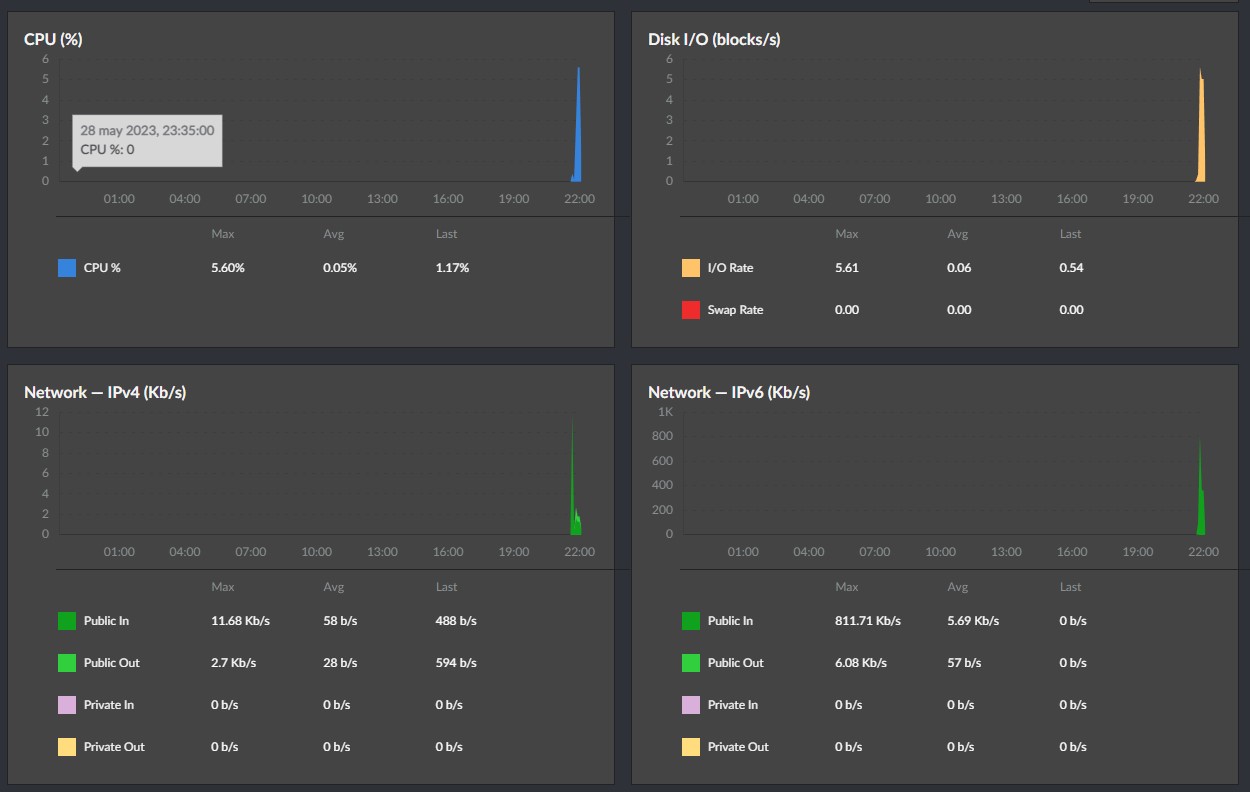 CPU (%)
6
5
4
3
2
1
0
28 may 2023, 23:35:00
CPU %: 0
01:00 04:00 07:00 10:00 13:00 16:00 19:00 22:00
Max Avg Last
CPU % 5.60% 0.05% 1.17%
Disk I/O (blocks/s)
6
5
4
3
2
1
0
01:00 04:00 07:00 10:00 13:00 16:00 19:00 22:00
Max Avg Last
I/O Rate 5.61 0.06 0.54
Swap Rate 0.00 0.00 0.00
Network — IPv4 (Kb/s)
12
10
8
6
4
2
0
01:00 04:00 07:00 10:00 13:00 16:00 19:00 22:00
Max Avg Last
Public In 11.68 Kb/s 58 b/s 488 b/s
Public Out 2.7 Kb/s 28 b/s 594 b/s
Private In 0 b/s 0 b/s 0 b/s
Private Out 0 b/s 0 b/s 0 b/s
Network — IPv6 (Kb/s)
1K
800
600
400
200
0
01:00 04:00 07:00 10:00 13:00 16:00 19:00 22:00
Max Avg Last
Public In 811.71 Kb/s 5.69 Kb/s 0 b/s
Public Out 6.08 Kb/s 57 b/s 0 b/s
Private In 0 b/s 0 b/s 0 b/s
Private Out 0 b/s 0 b/s 0 b/s